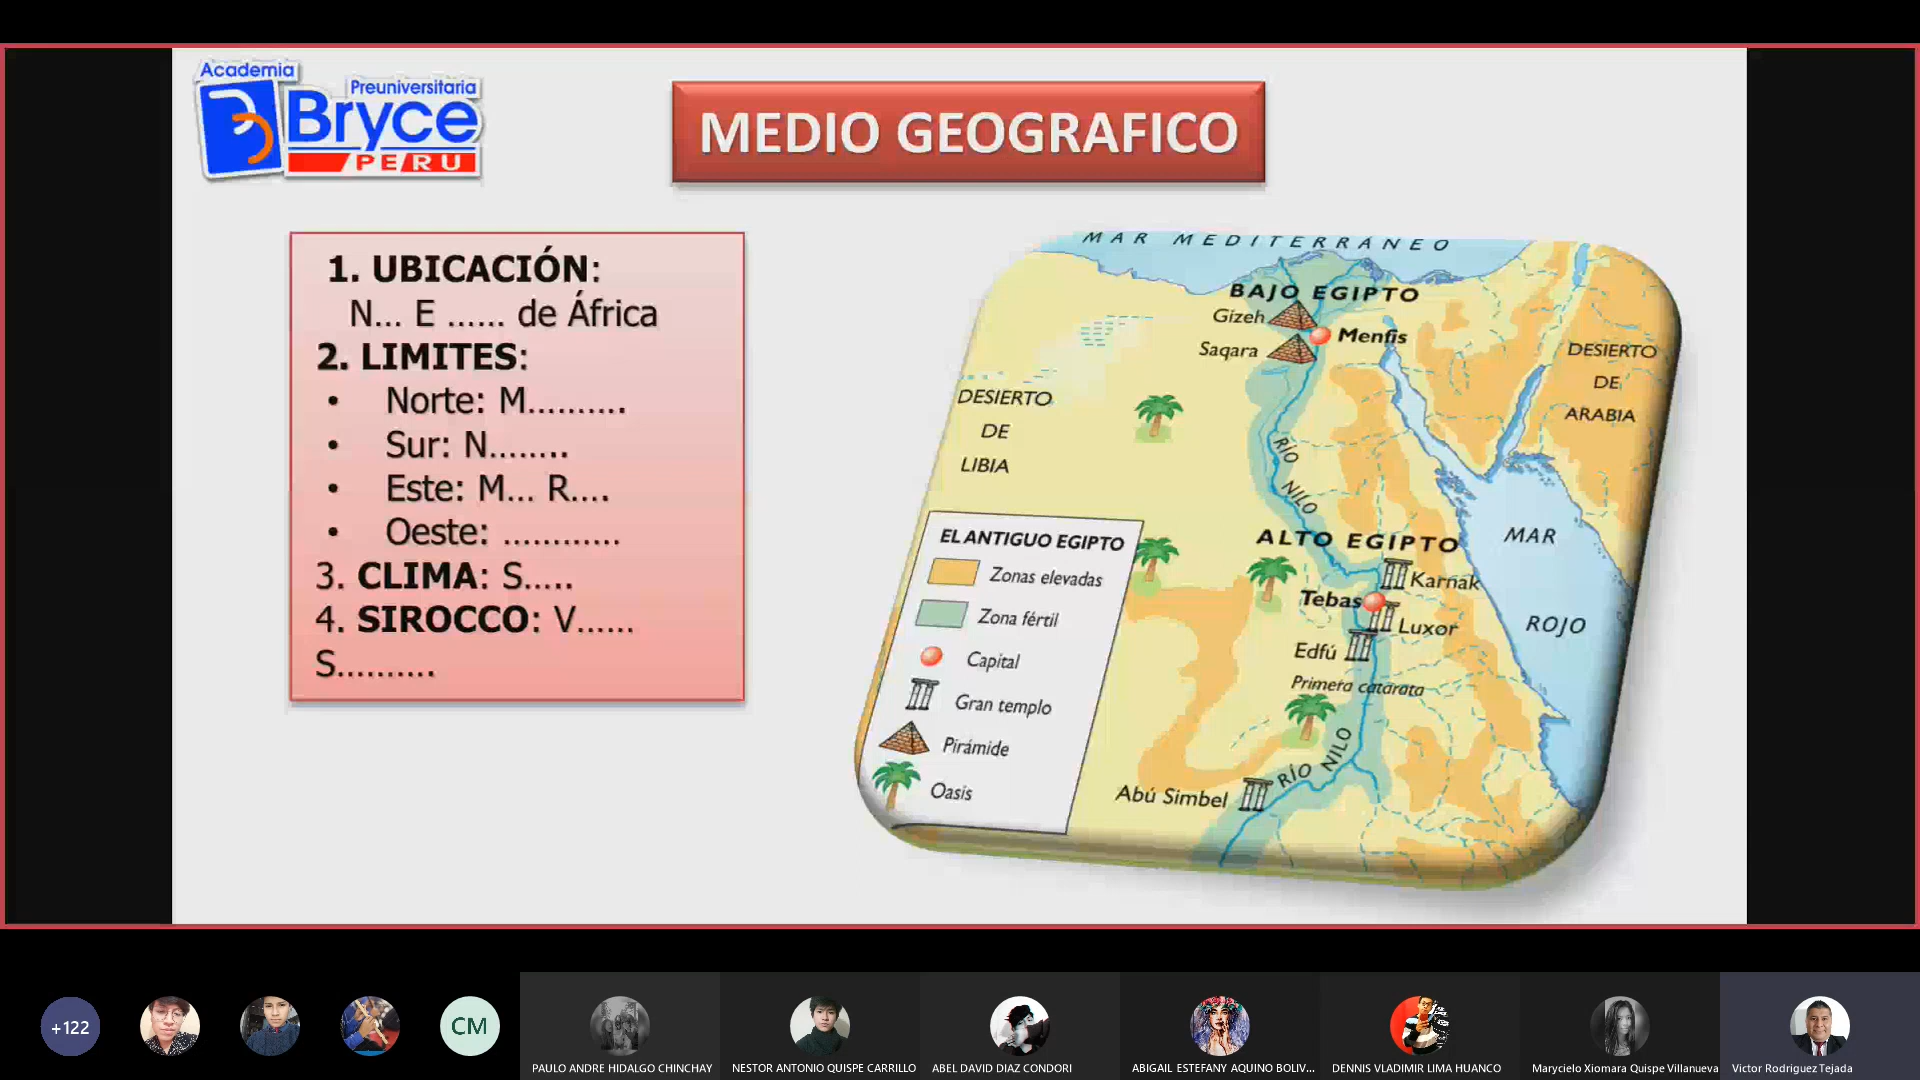 Academia
Preuniversitaria
Bryce
PERU
MEDIO GEOGRAFICO
1. UBICACIÓN:
N... E ...... de África
2. LIMITES:
• Norte: M..........
• Sur: N........
• Este: M... R....
• Oeste: ............
3. CLIMA: S.....
4. SIROCCO: V......
S..........
MAR MEDITERRÁNEO
BAJO EGIPTO
Gizeh
Menfis
Saqara
DESIERTO
DE
ARABIA
DESIERTO
DE
LIBIA
RÍO
NILO
ALTO EGIPTO
MAR
ROJO
Karnak
Tebas
Luxor
Edfú
Primera catarata
RÍO NILO
Abú Simbel
EL ANTIGUO EGIPTO
Zonas elevadas
Zona fértil
Capital
Gran templo
Pirámide
Oasis
+122
CM
PAULO ANDRE HIDALGO CHINCHAY
NESTOR ANTONIO QUISPE CARRILLO
ABEL DAVID DIAZ CONDORI
ABIGAIL ESTEFANY AQUINO BOLIV...
DENNIS VLADIMIR LIMA HUANCO
Marycielo Xiomara Quispe Villanueva
Victor Rodriguez Tejada